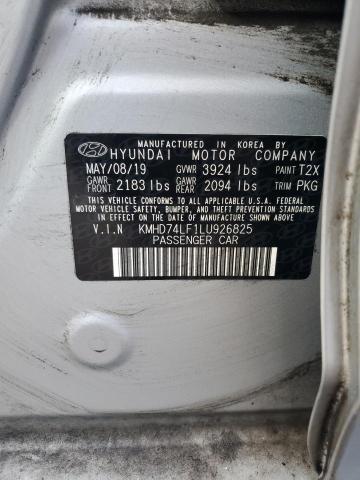 MANUFACTURED IN KOREA BY
HYUNDAI MOTOR COMPANY
MAY/08/19 GVWR 3924 lbs PAINT T2X
GAWR FRONT 2183 lbs GAWR REAR 2094 lbs TRIM PKG
THIS VEHICLE CONFORMS TO ALL APPLICABLE U.S. FEDERAL
MOTOR VEHICLE SAFETY, BUMPER, AND THEFT PREVENTION
STANDARDS IN EFFECT ON THE DATE OF MANUFACTURE SHOWN ABOVE.
V.I.N KMHD74LF1LU926825
PASSENGER CAR